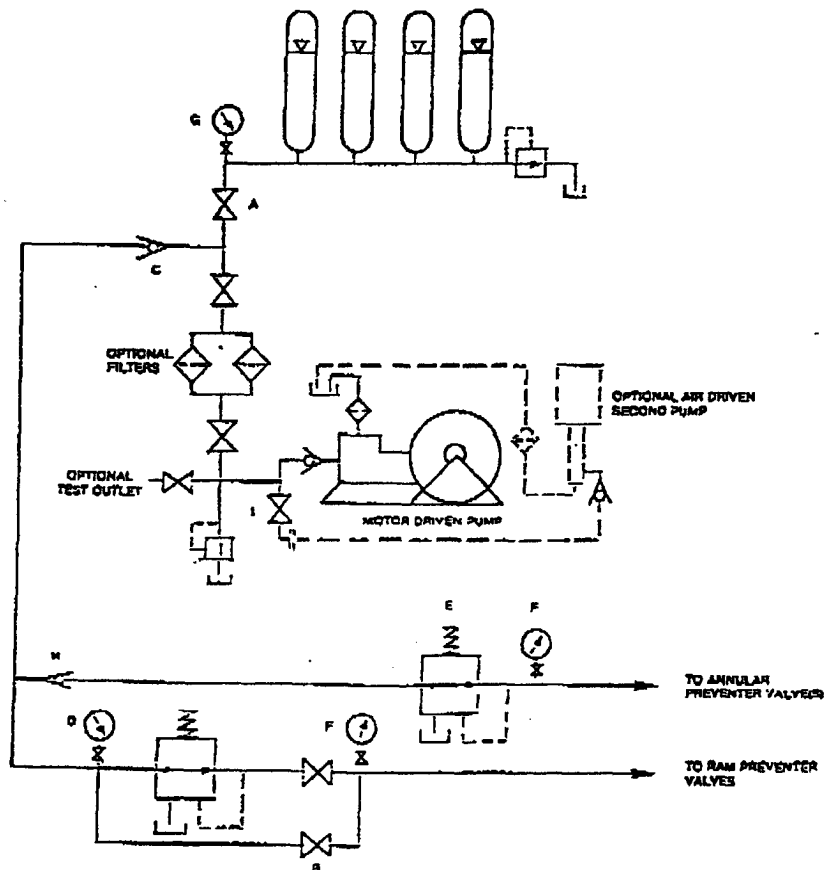 G
A
C
OPTIONAL
FILTERS
OPTIONAL AIR DRIVEN
SECOND PUMP
OPTIONAL
TEST OUTLET
I
MOTOR DRIVEN PUMP
E
F
H
TO ANNULAR
PREVENTER VALVE(S)
D
F
TO RAM PREVENTER
VALVES
B